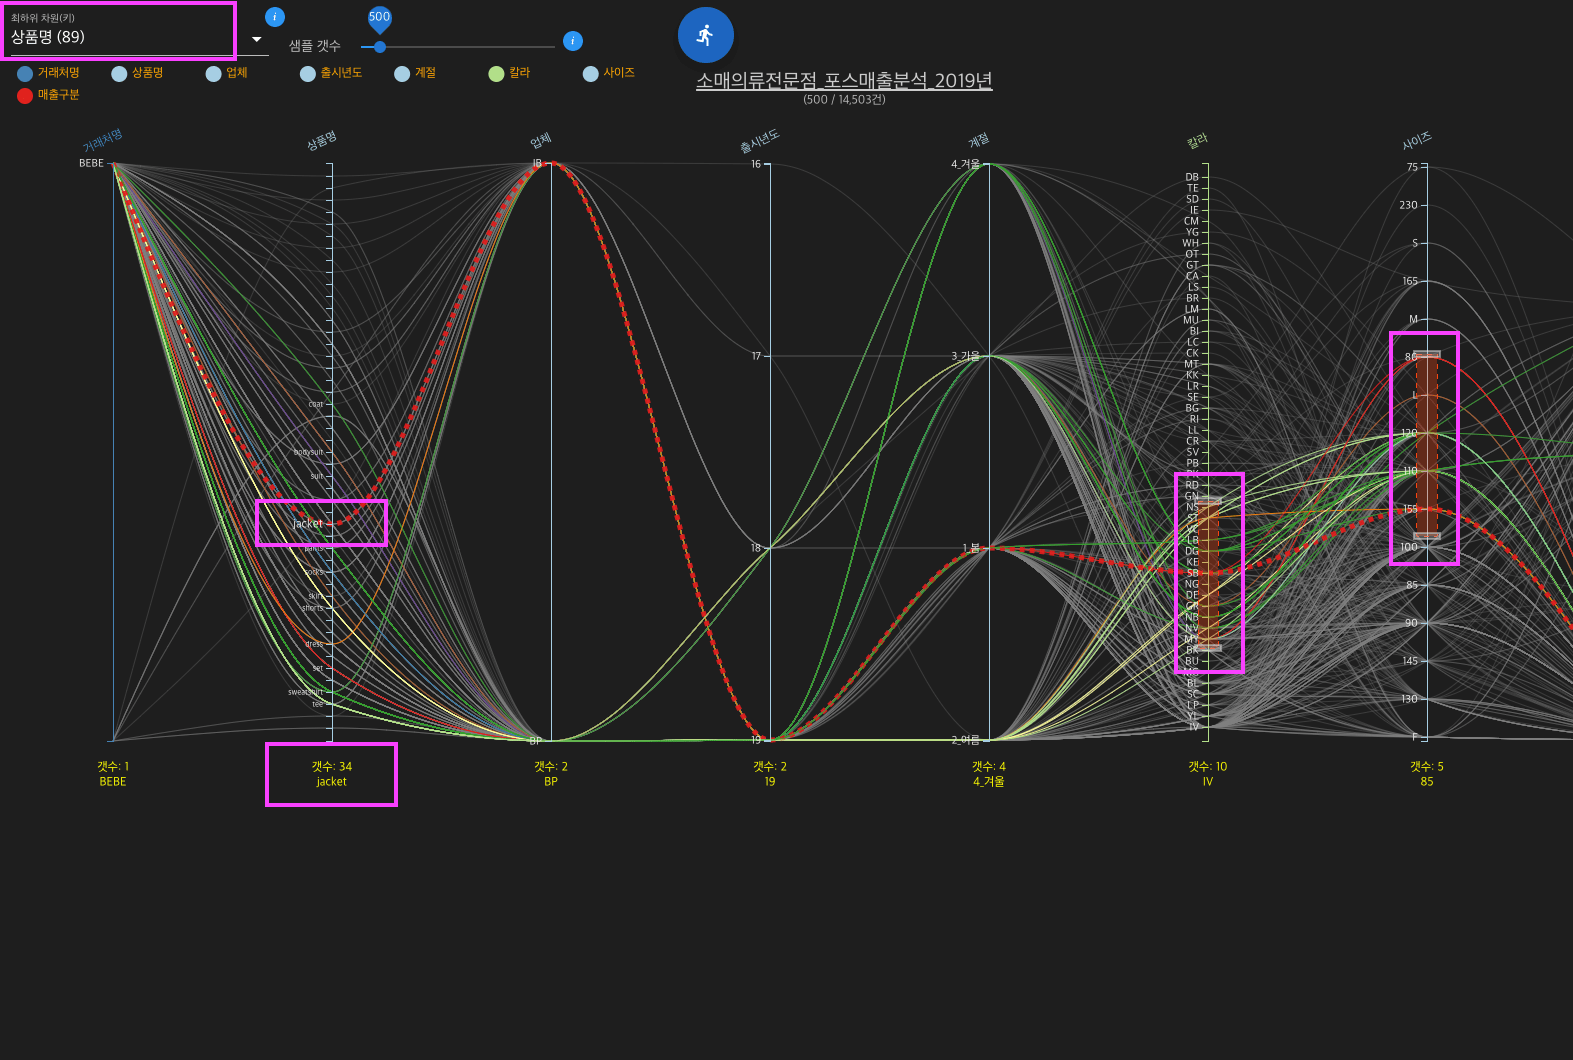 최하위 차원(키)
상품명 (89)
i
샘플 갯수
500
i
거래처명
상품명
업체
출시년도
계절
칼라
사이즈
매출구분
소매의류전문점_포스매출분석_2019년
(500 / 14,503건)
거래처명
BEBE
갯수: 1
BEBE
상품명
coat
bodysuit
suit
jacket
pants
socks
skirt
shorts
dress
set
sweatshirt
tee
갯수: 34
jacket
업체
IB
BP
갯수: 2
BP
출시년도
16
17
18
19
갯수: 2
19
계절
4_겨울
3_가을
1_봄
2_여름
갯수: 4
4_겨울
칼라
DB
TE
SD
IE
CM
YG
WH
OT
GT
CA
LS
BR
LM
MU
BI
LC
CK
MT
KK
LR
SE
BG
RI
LL
CR
SV
PB
RD
GN
NS
LB
DG
KE
SB
NG
DE
GR
NB
NV
BK
BU
BL
SC
LP
YL
IV
갯수: 10
IV
사이즈
75
230
S
165
M
L
120
110
155
100
85
90
145
130
F
갯수: 5
85